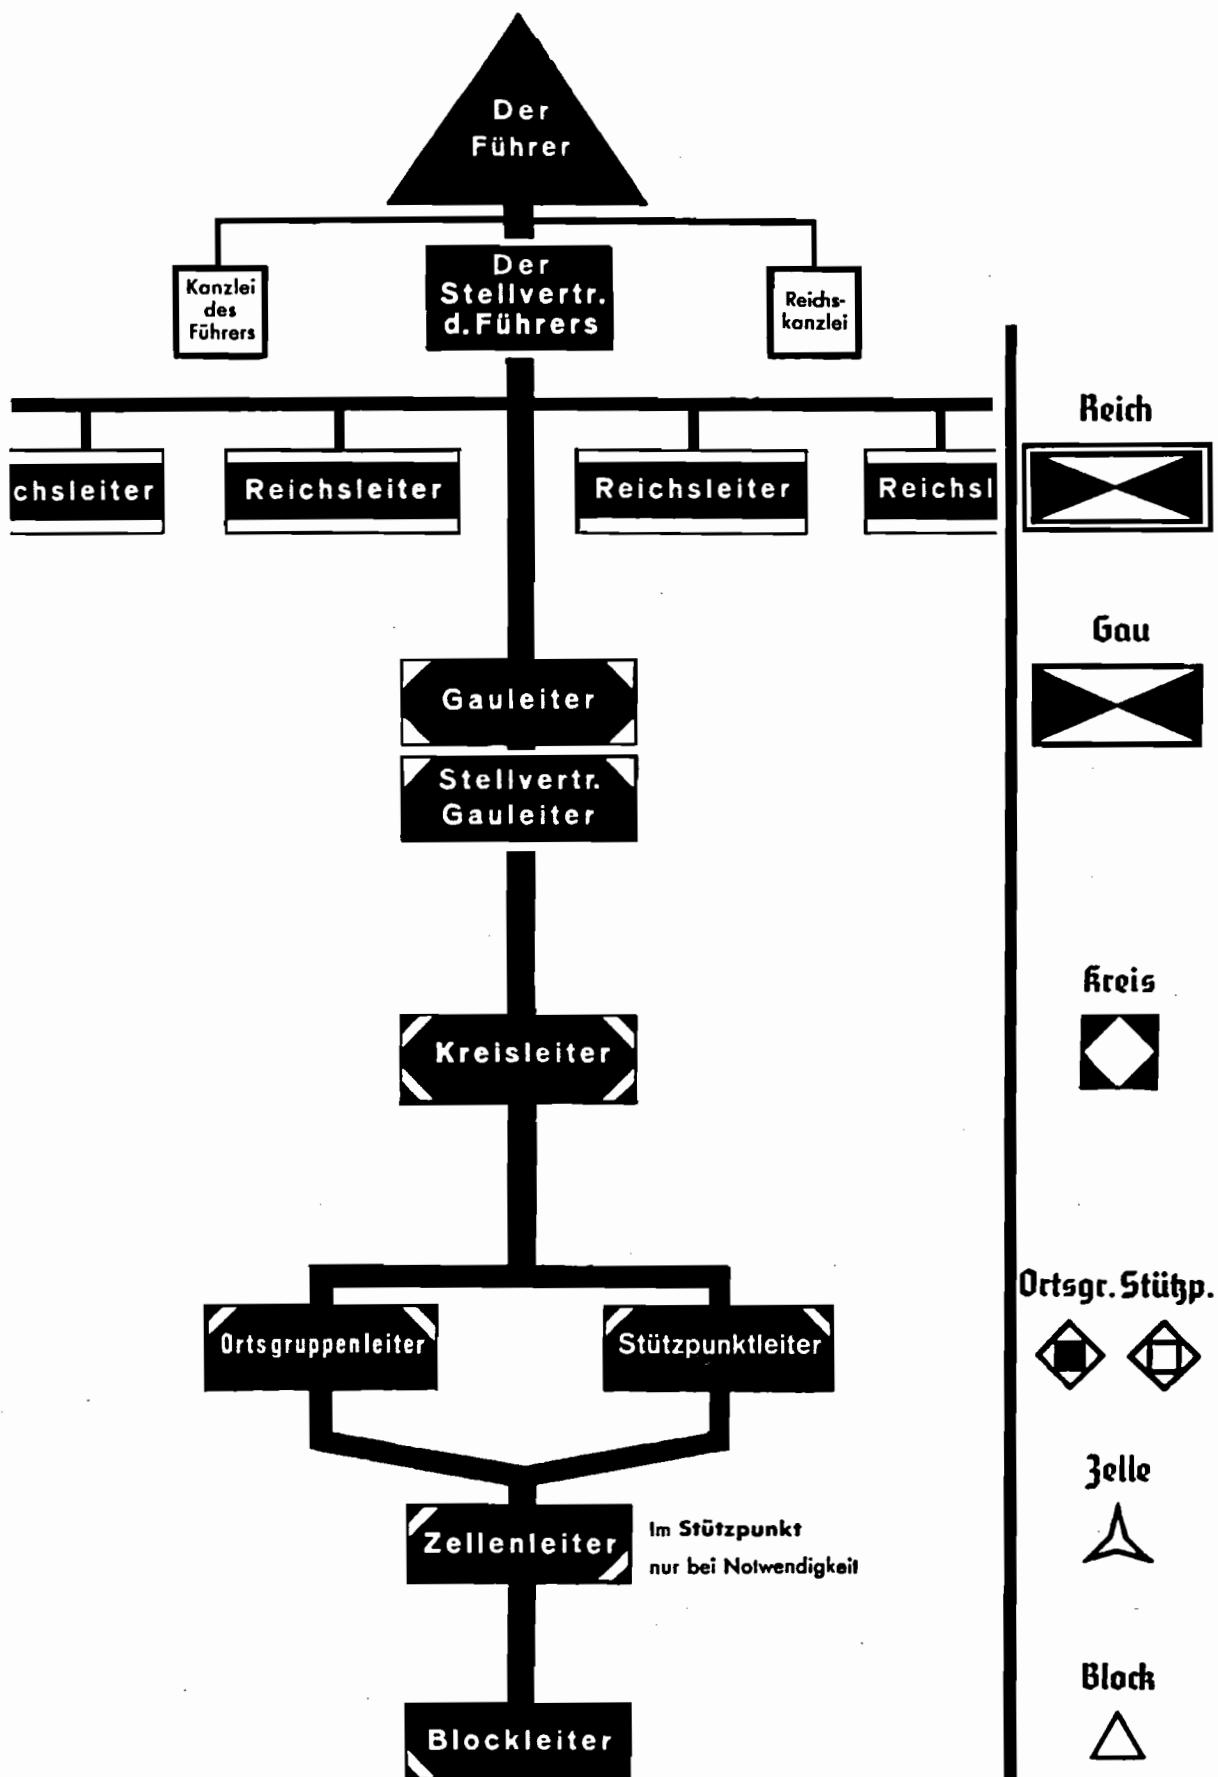 Der
Führer
Kanzlei
des
Führers
Der
Stellvertr.
d. Führers
Reichs-
kanzlei
Reich
chsleiter
Reichsleiter
Reichsleiter
Reichsl
Gau
Gauleiter
Stellvertr.
Gauleiter
Kreis
Kreisleiter
Ortsgr. Stützp.
Ortsgruppenleiter
Stützpunktleiter
Zelle
Zellenleiter
Im Stützpunkt
nur bei Notwendigkeit
Block
Blockleiter